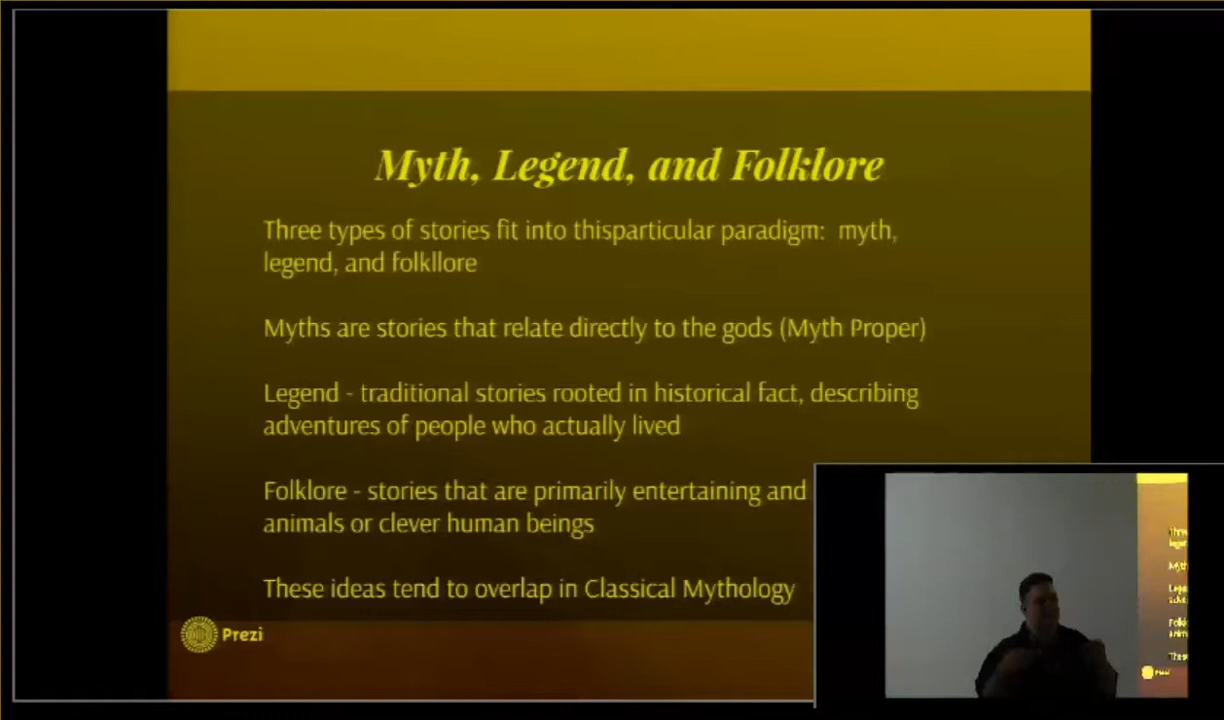 Myth, Legend, and Folklore
Three types of stories fit into thisparticular paradigm: myth,
legend, and folkllore
Myths are stories that relate directly to the gods (Myth Proper)
Legend - traditional stories rooted in historical fact, describing
adventures of people who actually lived
Folklore - stories that are primarily entertaining and
animals or clever human beings
These ideas tend to overlap in Classical Mythology
Prezi